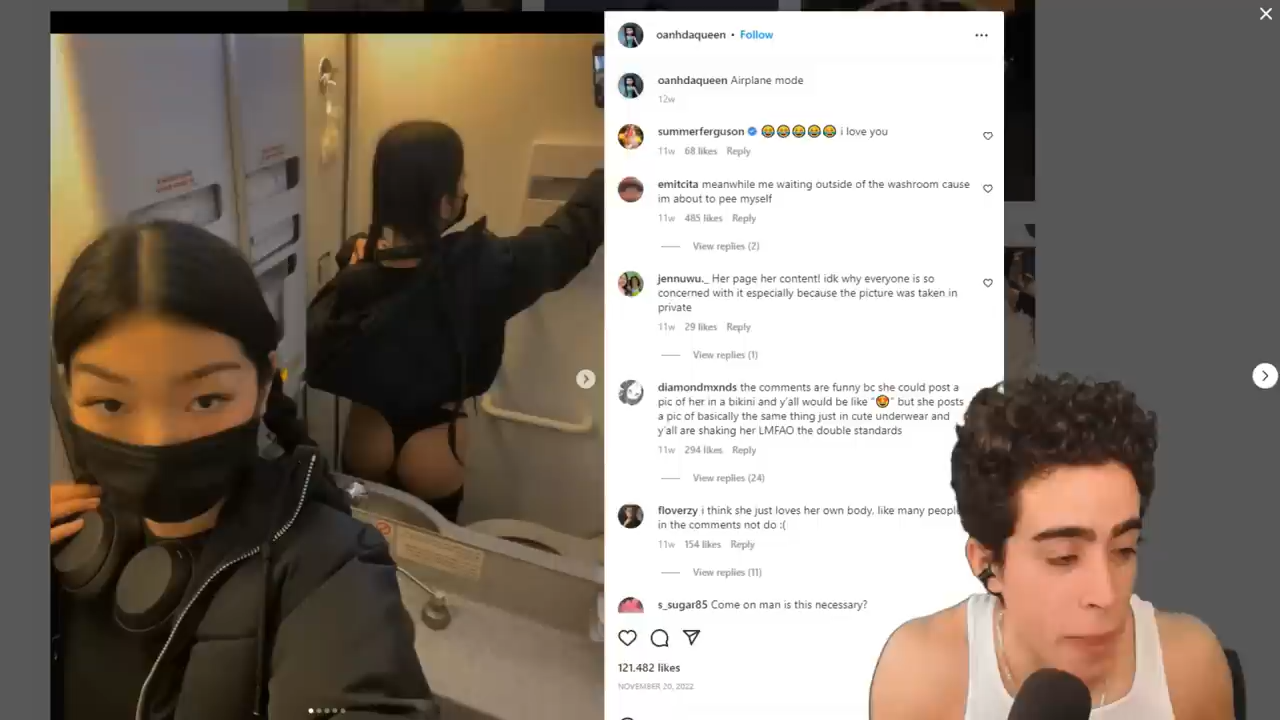 oanhdaqueen • Follow
oanhdaqueen Airplane mode
12w
summerferguson 😂😂😂😂😂 i love you
11w 68 likes Reply
emitcita meanwhile me waiting outside of the washroom cause
im about to pee myself
11w 485 likes Reply
View replies (2)
jennuwu._ Her page her content! idk why everyone is so
concerned with it especially because the picture was taken in
private
11w 29 likes Reply
View replies (1)
diamondmxnds the comments are funny bc she could post a
pic of her in a bikini and y'all would be like "😍" but she posts
a pic of basically the same thing just in cute underwear and
y'all are shaking her LMFAO the double standards
11w 294 likes Reply
View replies (24)
floverzy i think she just loves her own body, like many people
in the comments not do :(
11w 154 likes Reply
View replies (11)
s_sugar85 Come on man is this necessary?
121.482 likes
NOVEMBER 20, 2022